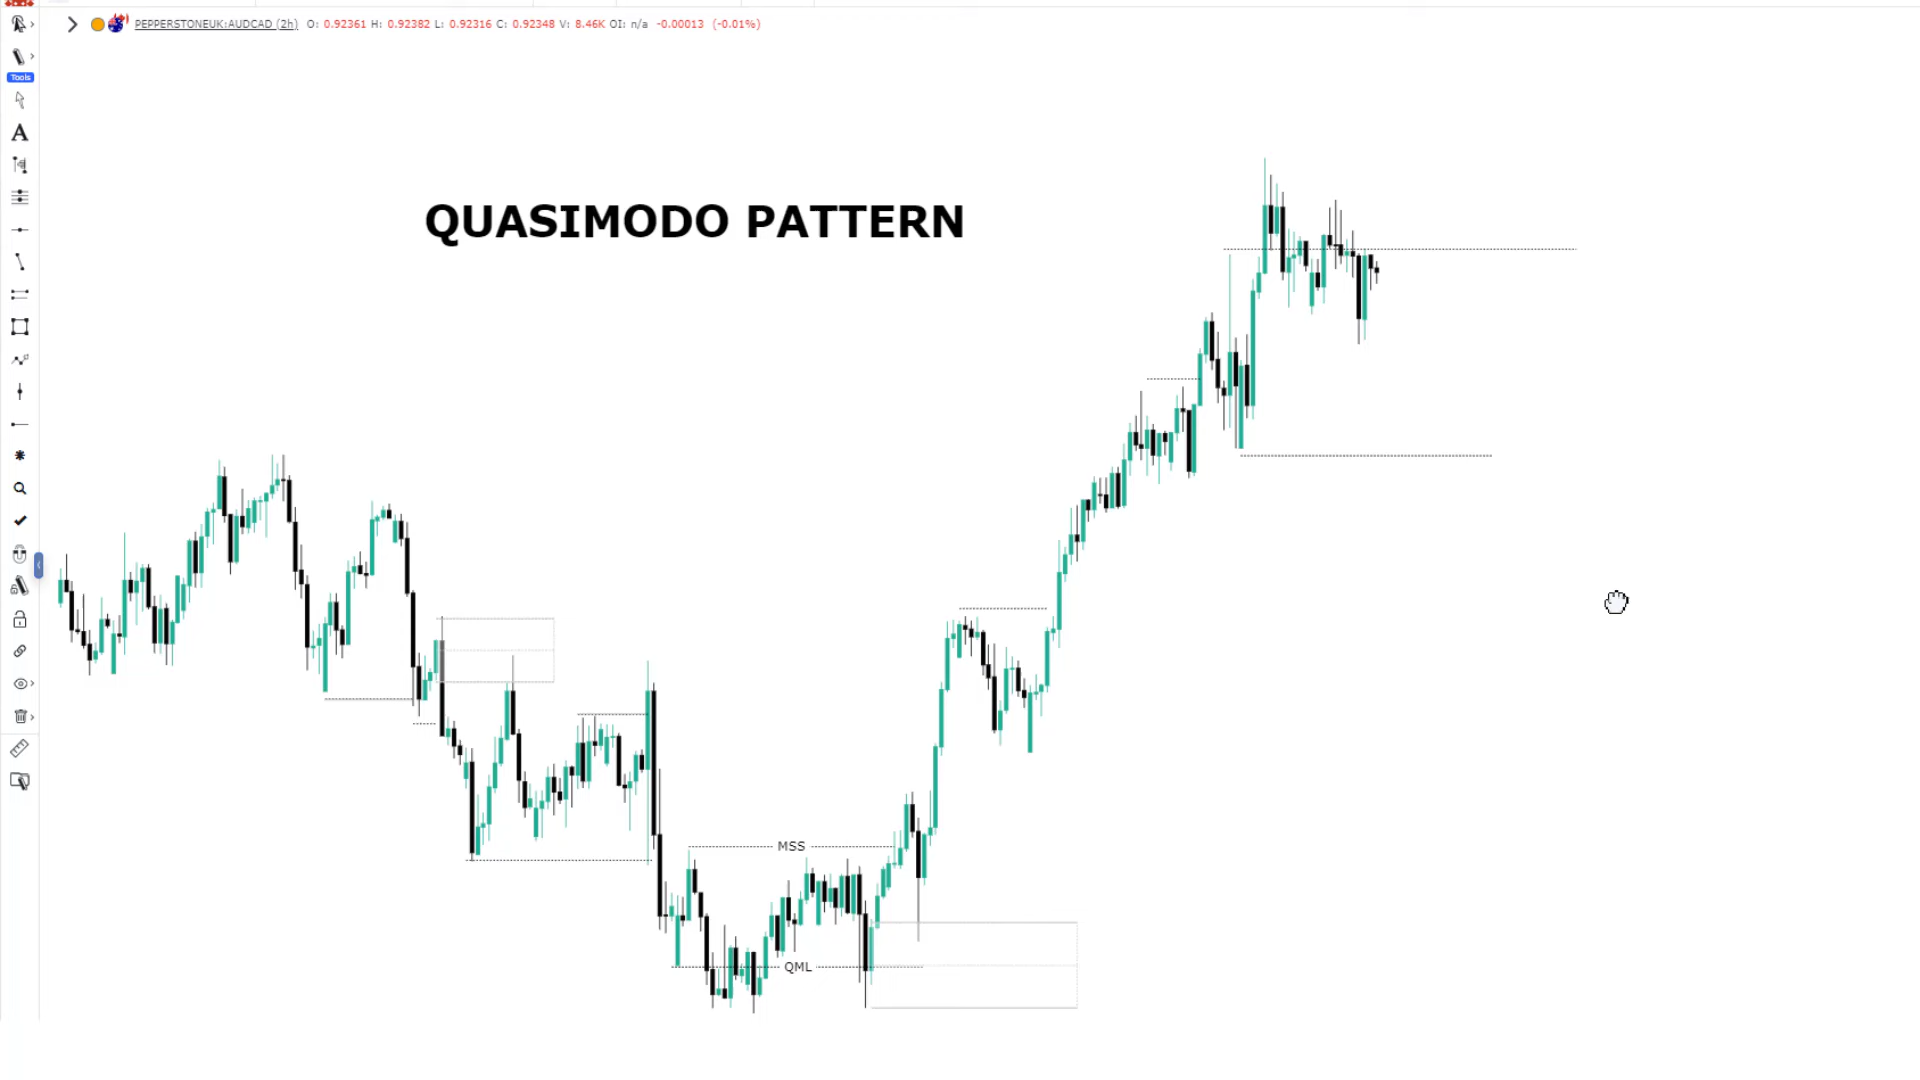 PEPPERSTONEUK:AUDCAD (2h) O: 0.92361 H: 0.92382 L: 0.92316 C: 0.92348 V: 8.46K OI: n/a -0.00013 (-0.01%)
Tools
A
QUASIMODO PATTERN
MSS
QML